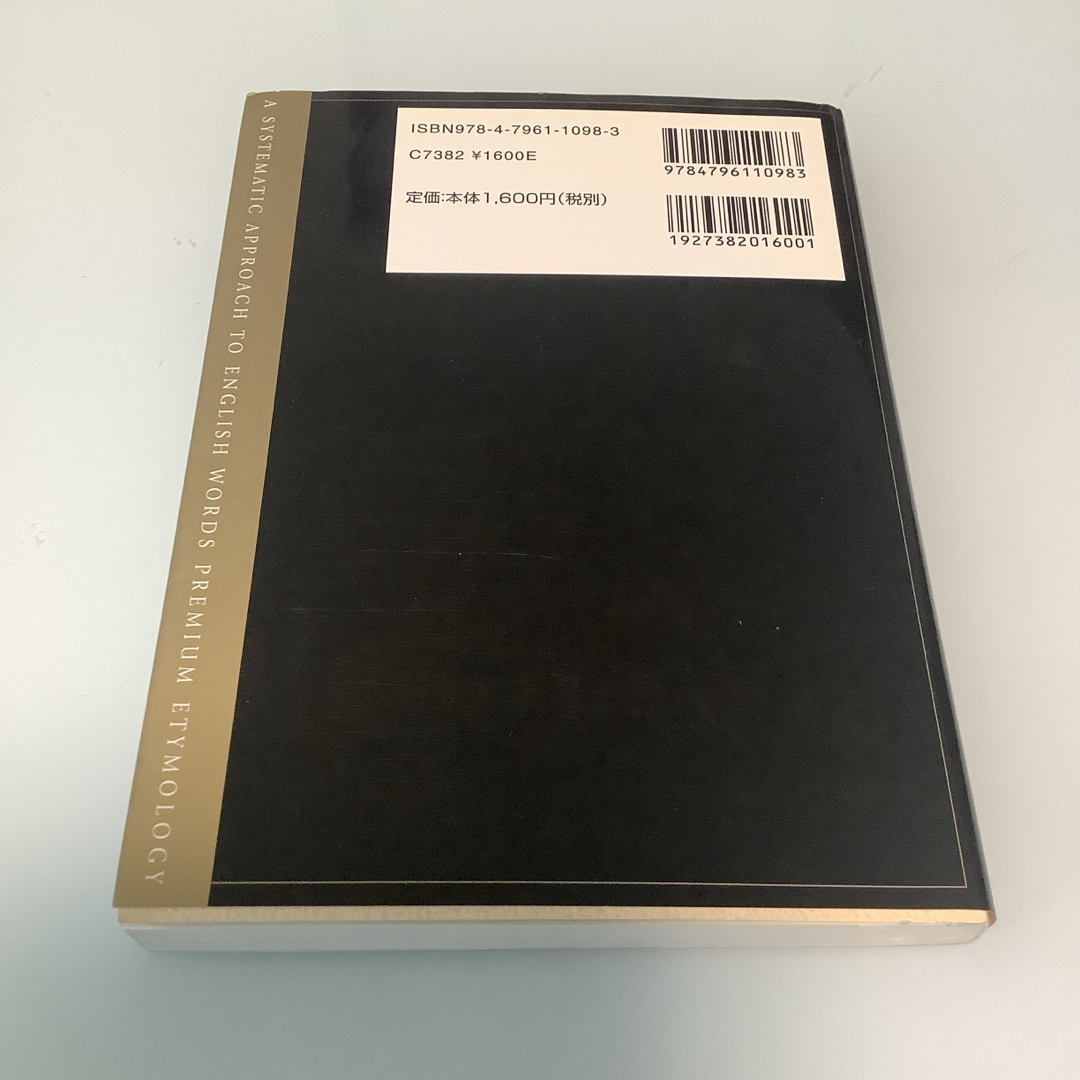 A SYSTEMATIC APPROACH TO ENGLISH WORDS PREMIUM ETYMOLOGY
ISBN978-4-7961-1098-3
C7382 ¥1600E
定価:本体1,600円(税別)
9784796110983
1927382016001